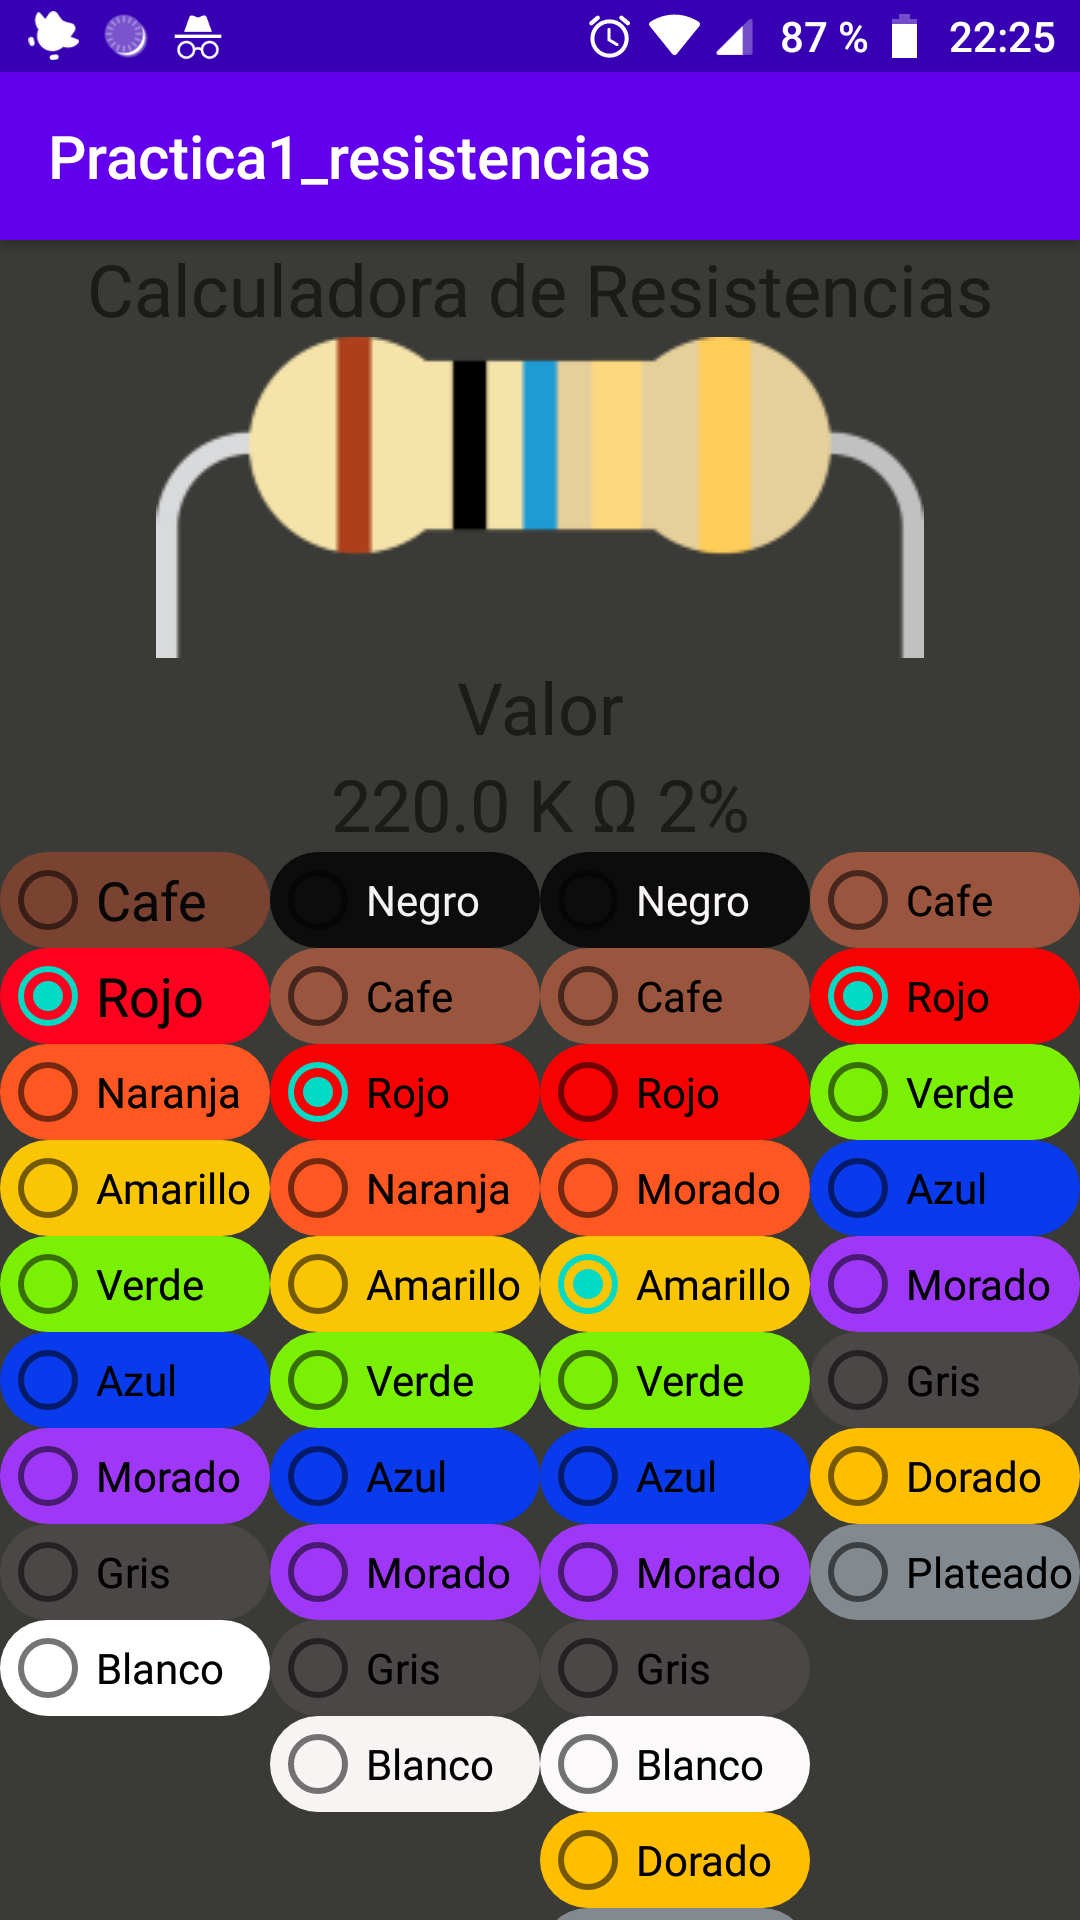 87 % 22:25
Practica1_resistencias
Calculadora de Resistencias
Valor
220.0 K Ω 2%
Cafe Negro Negro Cafe
Rojo Cafe Cafe Rojo
Naranja Rojo Rojo Verde
Amarillo Naranja Morado Azul
Verde Amarillo Amarillo Morado
Azul Verde Verde Gris
Morado Azul Azul Dorado
Gris Morado Morado Plateado
Blanco Gris Gris
Blanco Blanco
Dorado